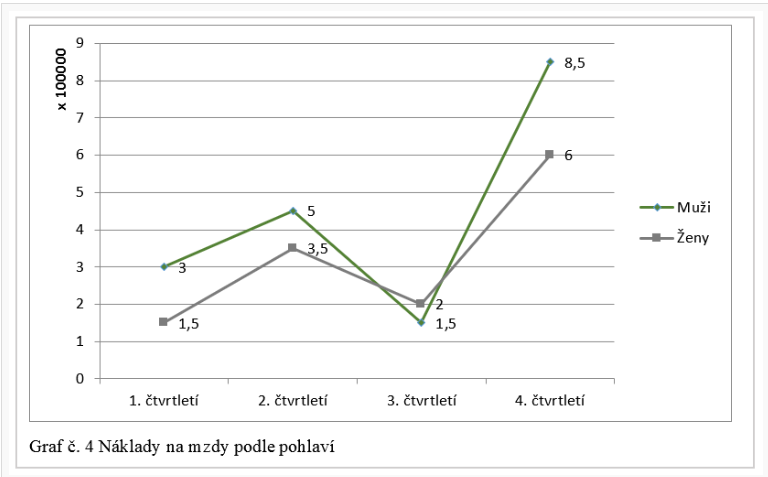 9
8
7
6
5
4
3
2
1
0
x 100000
3
5
1,5
8,5
1,5
3,5
2
6
1. čtvrtletí
2. čtvrtletí
3. čtvrtletí
4. čtvrtletí
Muži
Ženy
Graf č. 4 Náklady na mzdy podle pohlaví